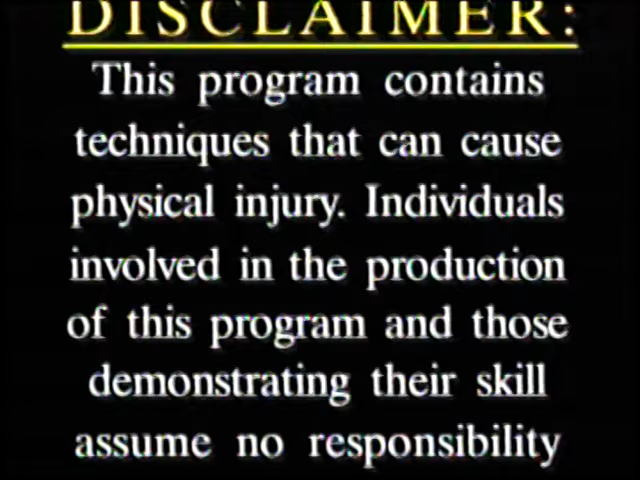 DISCLAIMER:
This program contains
techniques that can cause
physical injury. Individuals
involved in the production
of this program and those
demonstrating their skill
assume no responsibility